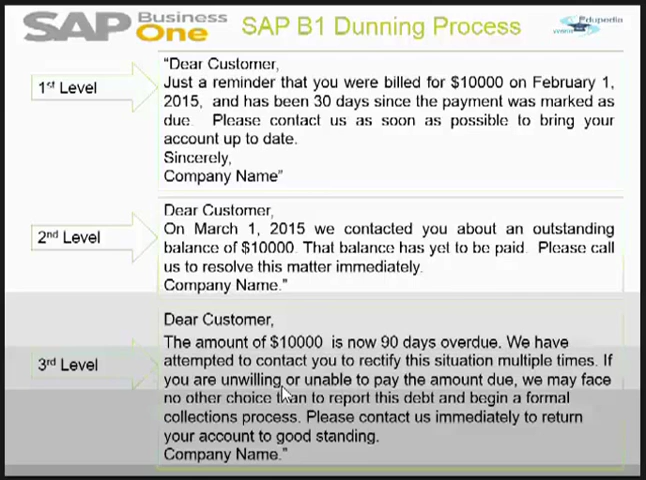 SAP Business One
SAP B1 Dunning Process
Edupedia
1st Level
"Dear Customer,
Just a reminder that you were billed for $10000 on February 1,
2015, and has been 30 days since the payment was marked as
due. Please contact us as soon as possible to bring your
account up to date.
Sincerely,
Company Name"
2nd Level
Dear Customer,
On March 1, 2015 we contacted you about an outstanding
balance of $10000. That balance has yet to be paid. Please call
us to resolve this matter immediately.
Company Name."
3rd Level
Dear Customer,
The amount of $10000 is now 90 days overdue. We have
attempted to contact you to rectify this situation multiple times. If
you are unwilling or unable to pay the amount due, we may face
no other choice than to report this debt and begin a formal
collections process. Please contact us immediately to return
your account to good standing.
Company Name."